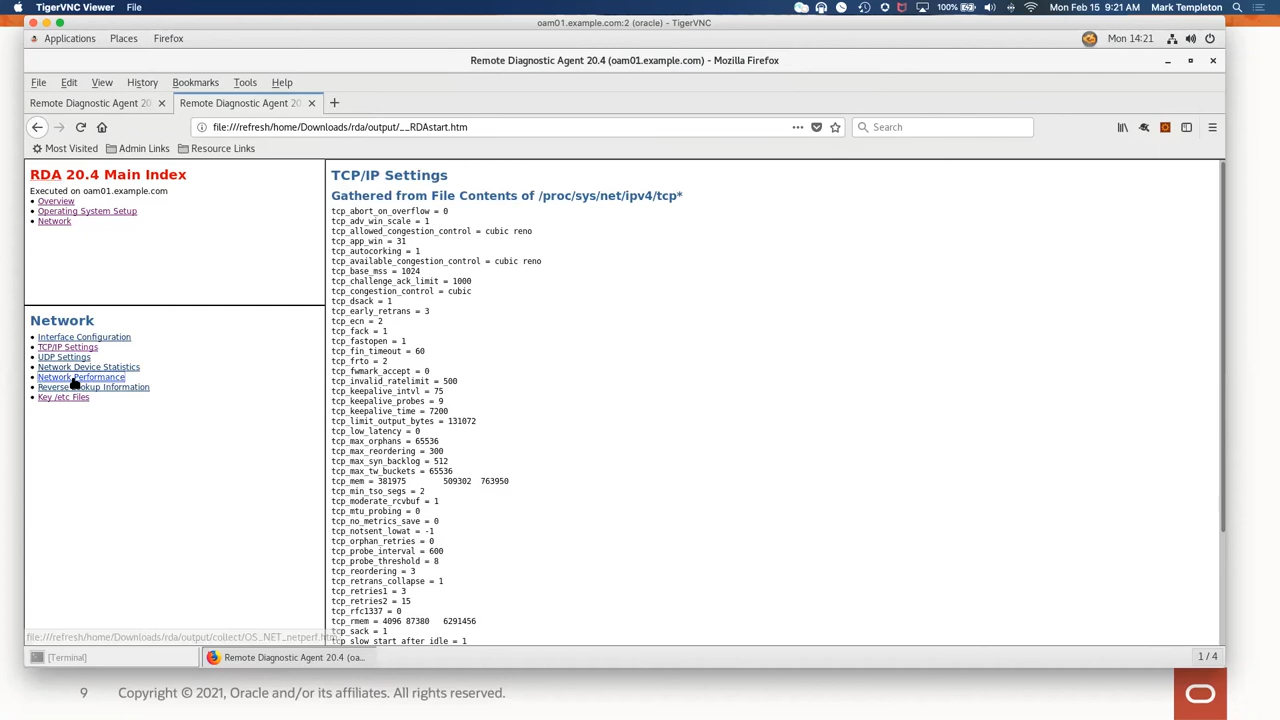 TigerVNC Viewer File
100% Mon Feb 15 9:21 AM Mark Templeton
oam01.example.com:2 (oracle) - TigerVNC
Applications Places Firefox
Mon 14:21
Remote Diagnostic Agent 20.4 (oam01.example.com) - Mozilla Firefox
File Edit View History Bookmarks Tools Help
Remote Diagnostic Agent 20 Remote Diagnostic Agent 20
file:///refresh/home/Downloads/rda/output/__RDAstart.htm
Search
Most Visited Admin Links Resource Links
RDA 20.4 Main Index
Executed on oam01.example.com
Overview
Operating System Setup
Network
Network
Interface Configuration
TCP/IP Settings
UDP Settings
Network Device Statistics
Network Performance
Reverse Lookup Information
Key /etc Files
TCP/IP Settings
Gathered from File Contents of /proc/sys/net/ipv4/tcp*
tcp_abort_on_overflow = 0
tcp_adv_win_scale = 1
tcp_allowed_congestion_control = cubic reno
tcp_app_win = 31
tcp_autocorking = 1
tcp_available_congestion_control = cubic reno
tcp_base_mss = 1024
tcp_challenge_ack_limit = 1000
tcp_congestion_control = cubic
tcp_dsack = 1
tcp_early_retrans = 3
tcp_ecn = 2
tcp_fack = 1
tcp_fastopen = 1
tcp_fin_timeout = 60
tcp_frto = 2
tcp_fwmark_accept = 0
tcp_invalid_ratelimit = 500
tcp_keepalive_intvl = 75
tcp_keepalive_probes = 9
tcp_keepalive_time = 7200
tcp_limit_output_bytes = 131072
tcp_low_latency = 0
tcp_max_orphans = 65536
tcp_max_reordering = 300
tcp_max_syn_backlog = 512
tcp_max_tw_buckets = 65536
tcp_mem = 381975 509302 763950
tcp_min_tso_segs = 2
tcp_moderate_rcvbuf = 1
tcp_mtu_probing = 0
tcp_no_metrics_save = 0
tcp_notsent_lowat = -1
tcp_orphan_retries = 0
tcp_probe_interval = 600
tcp_probe_threshold = 8
tcp_reordering = 3
tcp_retrans_collapse = 1
tcp_retries1 = 3
tcp_retries2 = 15
tcp_rfc1337 = 0
tcp_rmem = 4096 87380 6291456
tcp_sack = 1
tcp_slow_start_after_idle = 1
file:///refresh/home/Downloads/rda/output/collect/OS_NET_netperf.htm
[Terminal] Remote Diagnostic Agent 20.4 (oa... 1 / 4
9 Copyright © 2021, Oracle and/or its affiliates. All rights reserved.